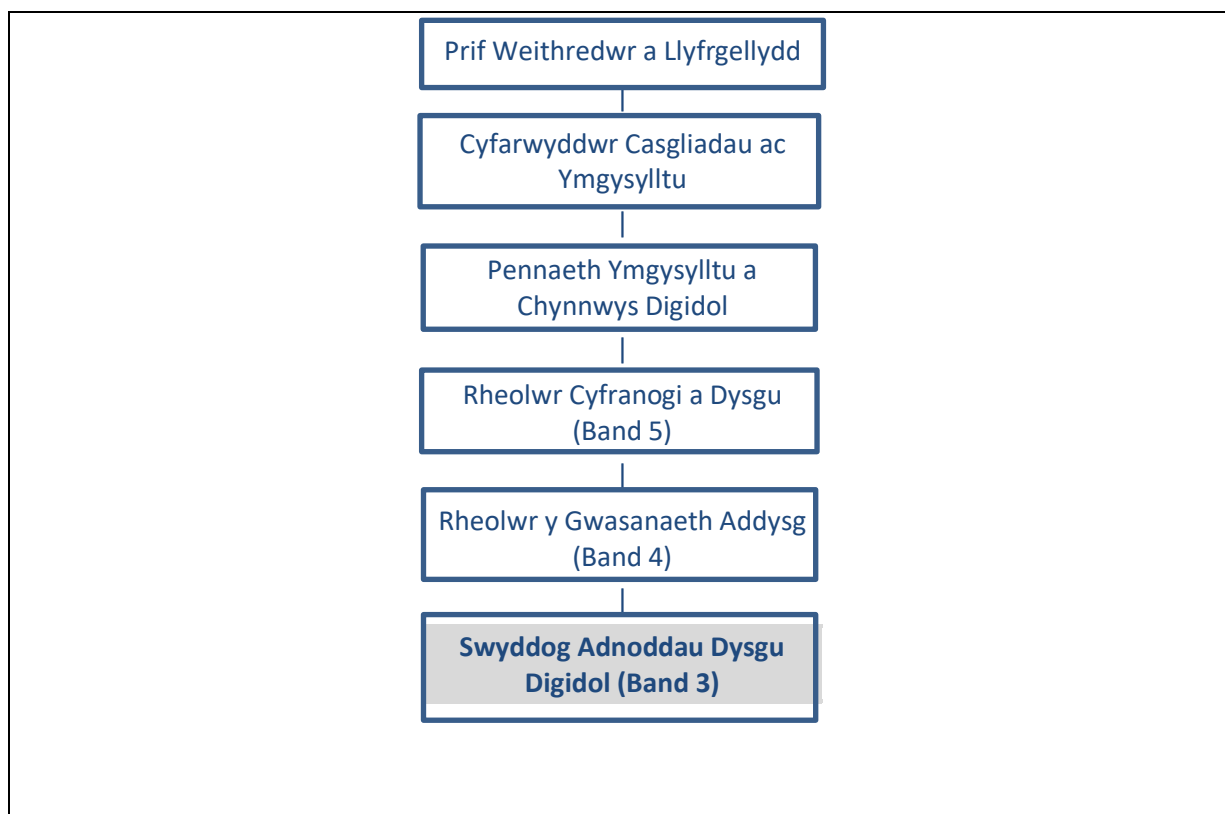 Prif Weithredwr a Llyfrgellydd
Cyfarwyddwr Casgliadau ac
Ymgysylltu
Pennaeth Ymgysylltu a
Chynnwys Digidol
Rheolwr Cyfranogi a Dysgu
(Band 5)
Rheolwr y Gwasanaeth Addysg
(Band 4)
Swyddog Adnoddau Dysgu
Digidol (Band 3)